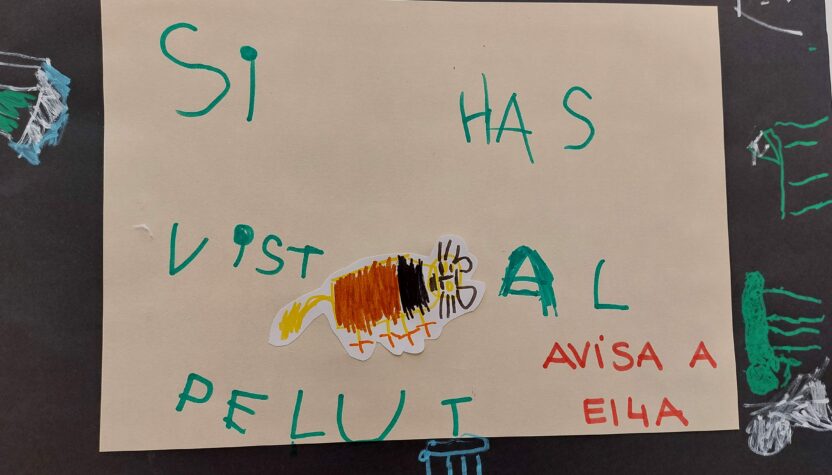 Si HAS
ViST AL
PELUT
AViSA A
EI4A